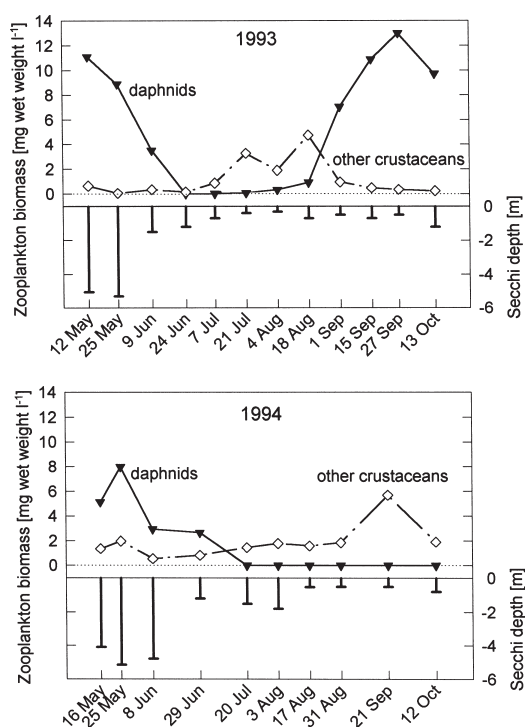 1993
Zooplankton biomass [mg wet weight l-1]
14
12
10
8
6
4
2
0
daphnids
other crustaceans
0
-2
-4
-6
Secchi depth [m]
12 May
25 May
9 Jun
24 Jun
7 Jul
21 Jul
4 Aug
18 Aug
1 Sep
15 Sep
27 Sep
13 Oct
1994
Zooplankton biomass [mg wet weight l-1]
14
12
10
8
6
4
2
0
daphnids
other crustaceans
0
-2
-4
-6
Secchi depth [m]
16 May
25 May
8 Jun
29 Jun
20 Jul
3 Aug
17 Aug
31 Aug
21 Sep
12 Oct